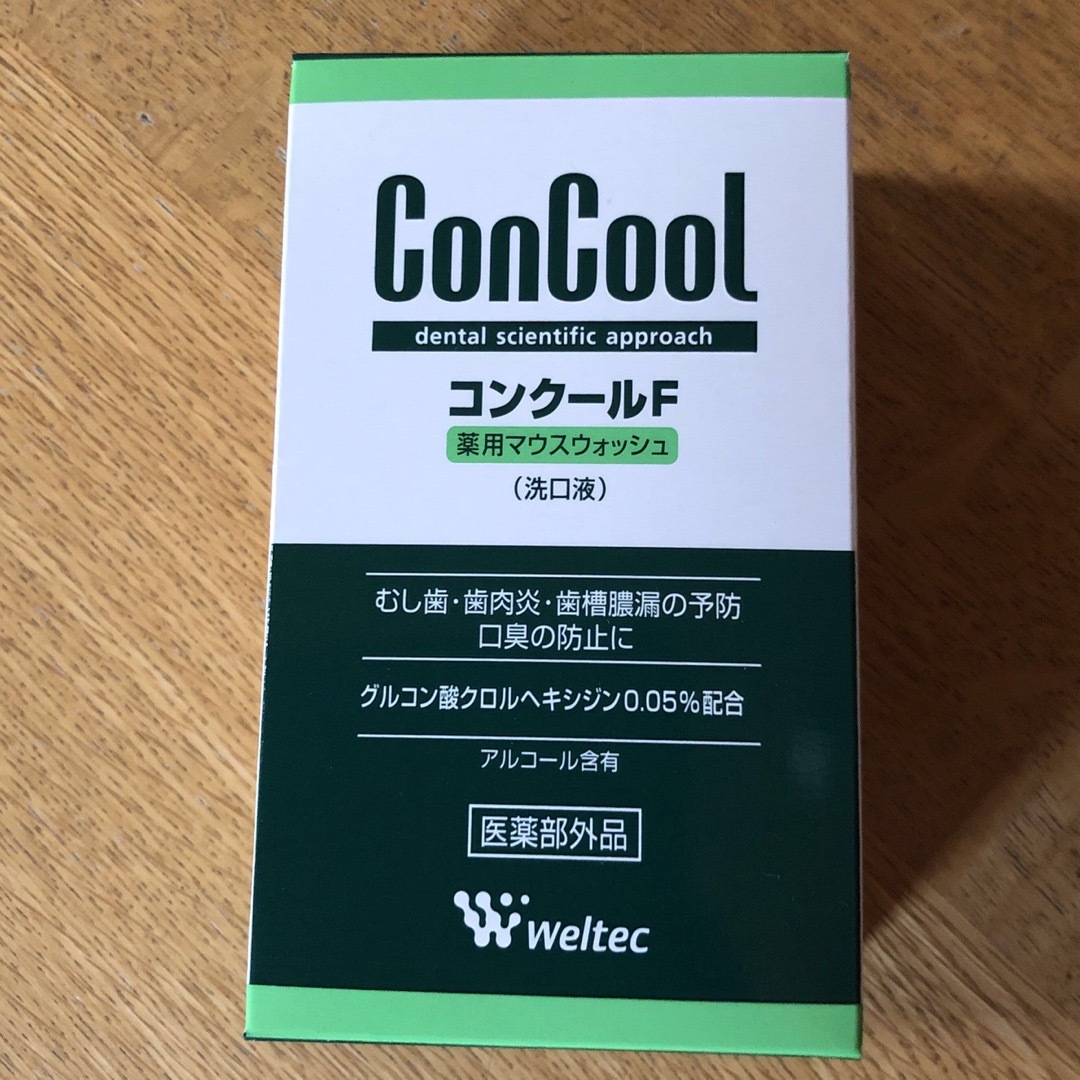 ConCool
dental scientific approach
コンクールF
薬用マウスウォッシュ
（洗口液）
むし歯・歯肉炎・歯槽膿漏の予防
口臭の防止に
グルコン酸クロルヘキシジン0.05%配合
アルコール含有
医薬部外品
weltec